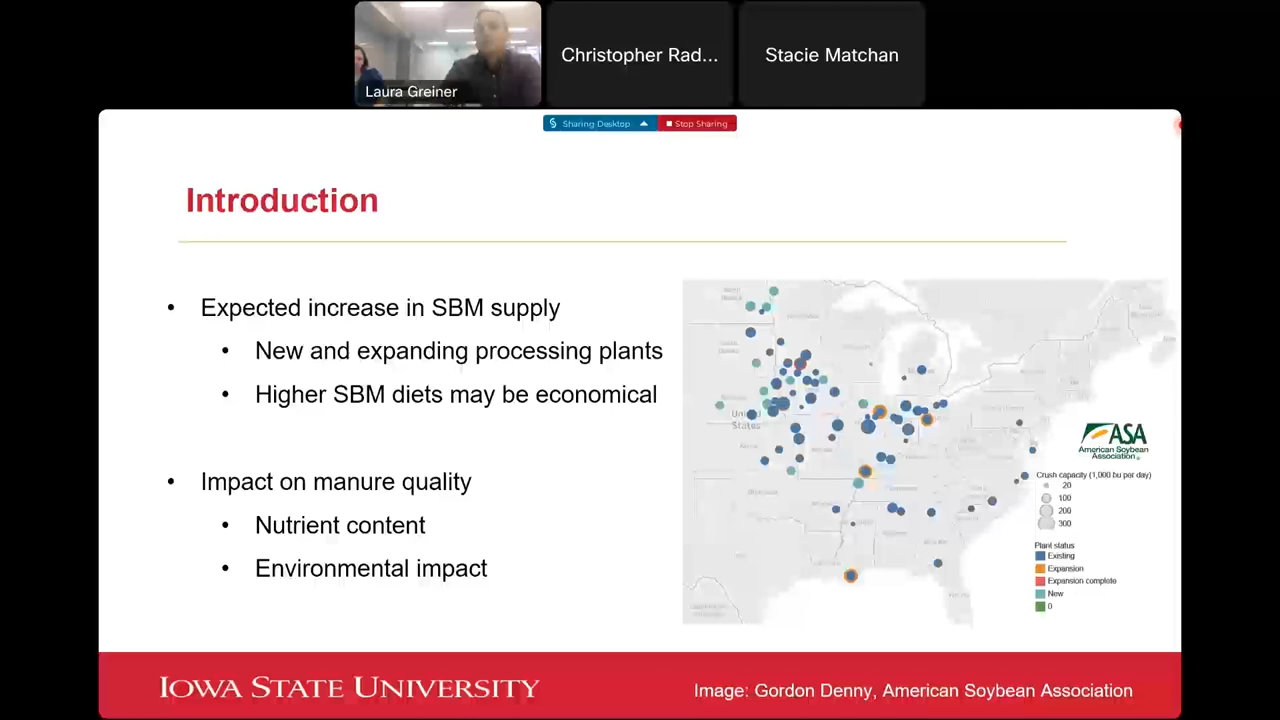 Laura Greiner
Christopher Rad...
Stacie Matchan
Sharing Desktop
Stop Sharing
Introduction
• Expected increase in SBM supply
• New and expanding processing plants
• Higher SBM diets may be economical
• Impact on manure quality
• Nutrient content
• Environmental impact
United
States
ASA
American Soybean
Association
Crush capacity (1,000 bu per day)
20
100
200
300
Plant status
Existing
Expansion
Expansion complete
New
0
IOWA STATE UNIVERSITY
Image: Gordon Denny, American Soybean Association